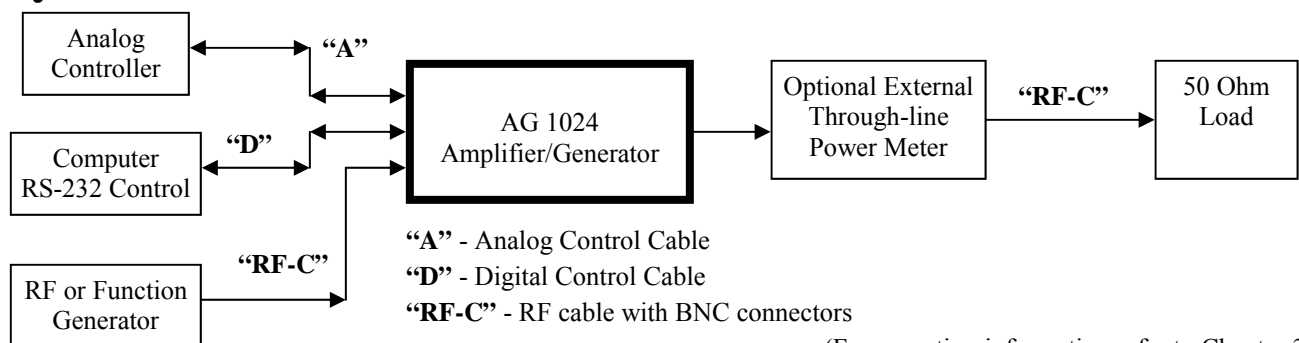 Analog
Controller
“A”
Computer
RS-232 Control
“D”
RF or Function
Generator
“RF-C”
AG 1024
Amplifier/Generator
Optional External
Through-line
Power Meter
“RF-C”
50 Ohm
Load
“A” - Analog Control Cable
“D” - Digital Control Cable
“RF-C” - RF cable with BNC connectors